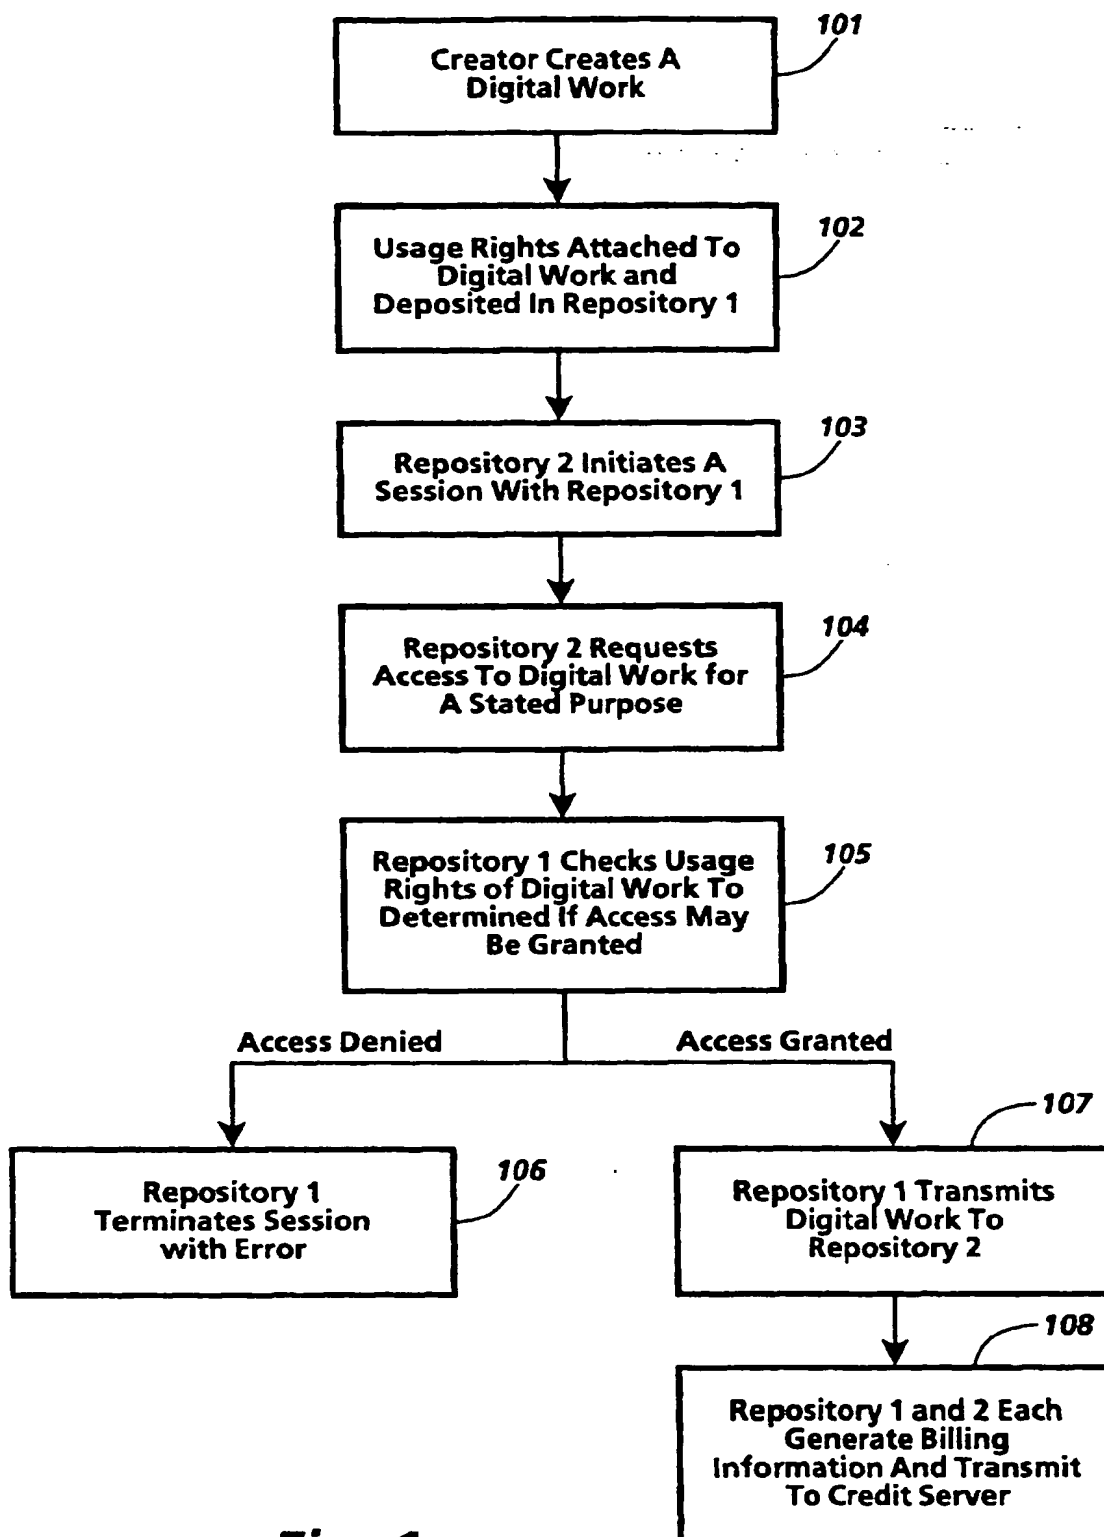 101
Creator Creates A
Digital Work
102
Usage Rights Attached To
Digital Work and
Deposited In Repository 1
103
Repository 2 Initiates A
Session With Repository 1
104
Repository 2 Requests
Access To Digital Work for
A Stated Purpose
105
Repository 1 Checks Usage
Rights of Digital Work To
Determined If Access May
Be Granted
Access Denied
Access Granted
106
Repository 1
Terminates Session
with Error
107
Repository 1 Transmits
Digital Work To
Repository 2
108
Repository 1 and 2 Each
Generate Billing
Information And Transmit
To Credit Server
Fig. 1